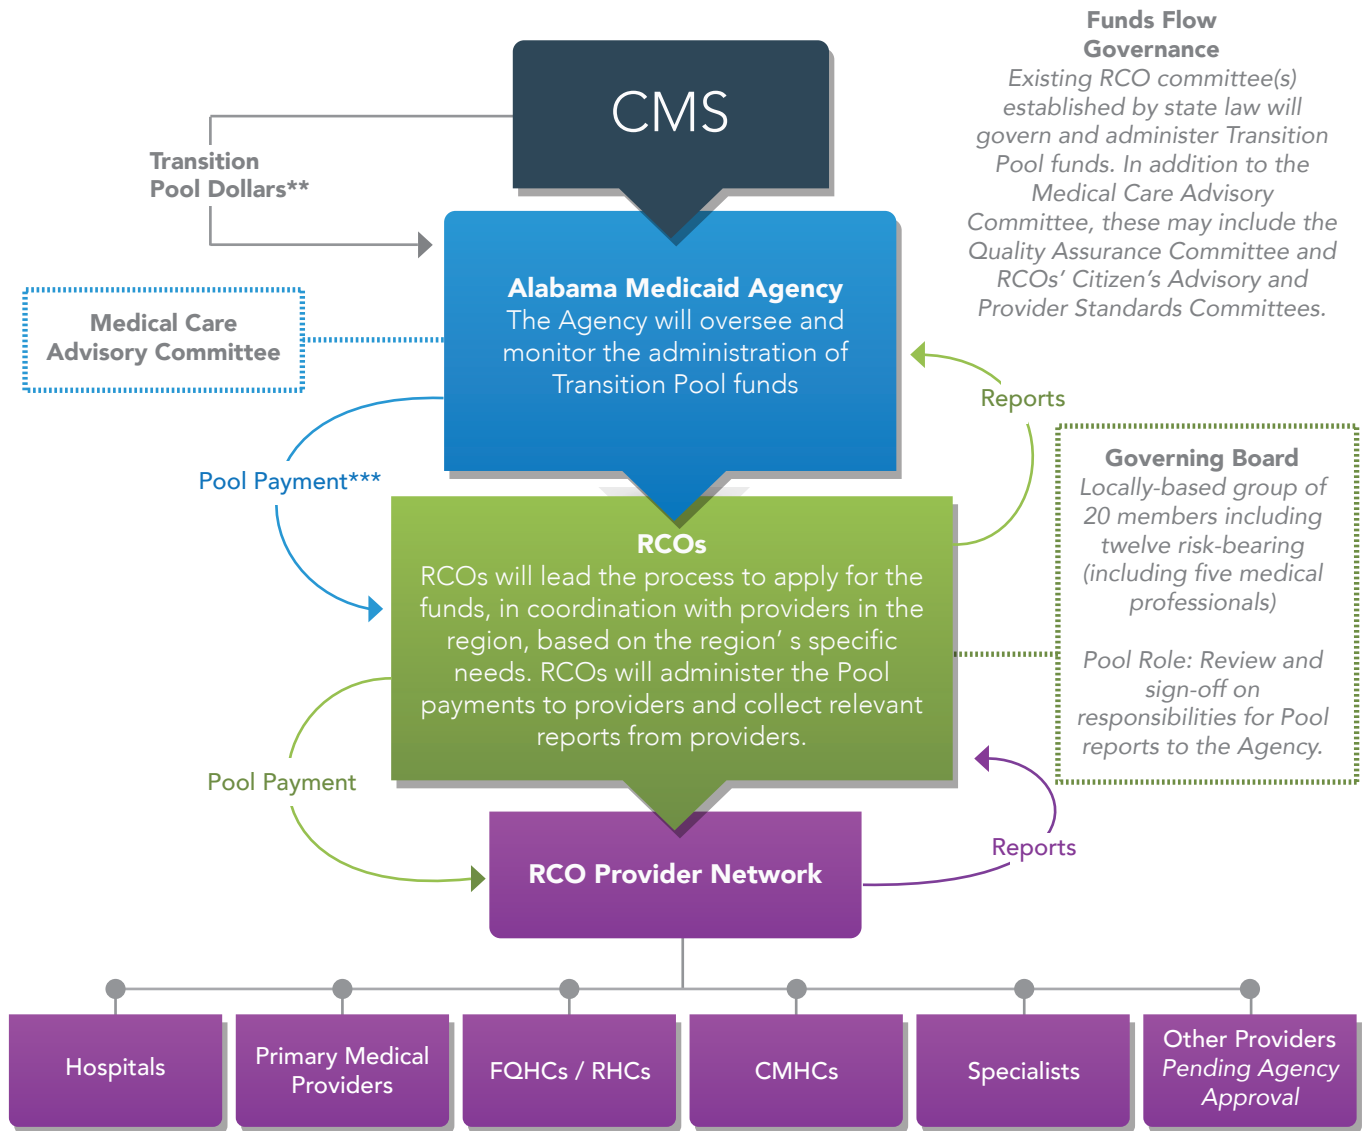 CMS
Funds Flow
Governance
Existing RCO committee(s)
established by state law will
govern and administer Transition
Pool funds. In addition to the
Medical Care Advisory
Committee, these may include the
Quality Assurance Committee and
RCOs' Citizen's Advisory and
Provider Standards Committees.
Transition
Pool Dollars**
Medical Care
Advisory Committee
Alabama Medicaid Agency
The Agency will oversee and
monitor the administration of
Transition Pool funds
Reports
Pool Payment***
Governing Board
Locally-based group of
20 members including
twelve risk-bearing
(including five medical
professionals)
Pool Role: Review and
sign-off on
responsibilities for Pool
reports to the Agency.
RCOs
RCOs will lead the process to apply for the
funds, in coordination with providers in the
region, based on the region' s specific
needs. RCOs will administer the Pool
payments to providers and collect relevant
reports from providers.
Pool Payment
Reports
RCO Provider Network
Hospitals
Primary Medical
Providers
FQHCs / RHCs
CMHCs
Specialists
Other Providers
Pending Agency
Approval